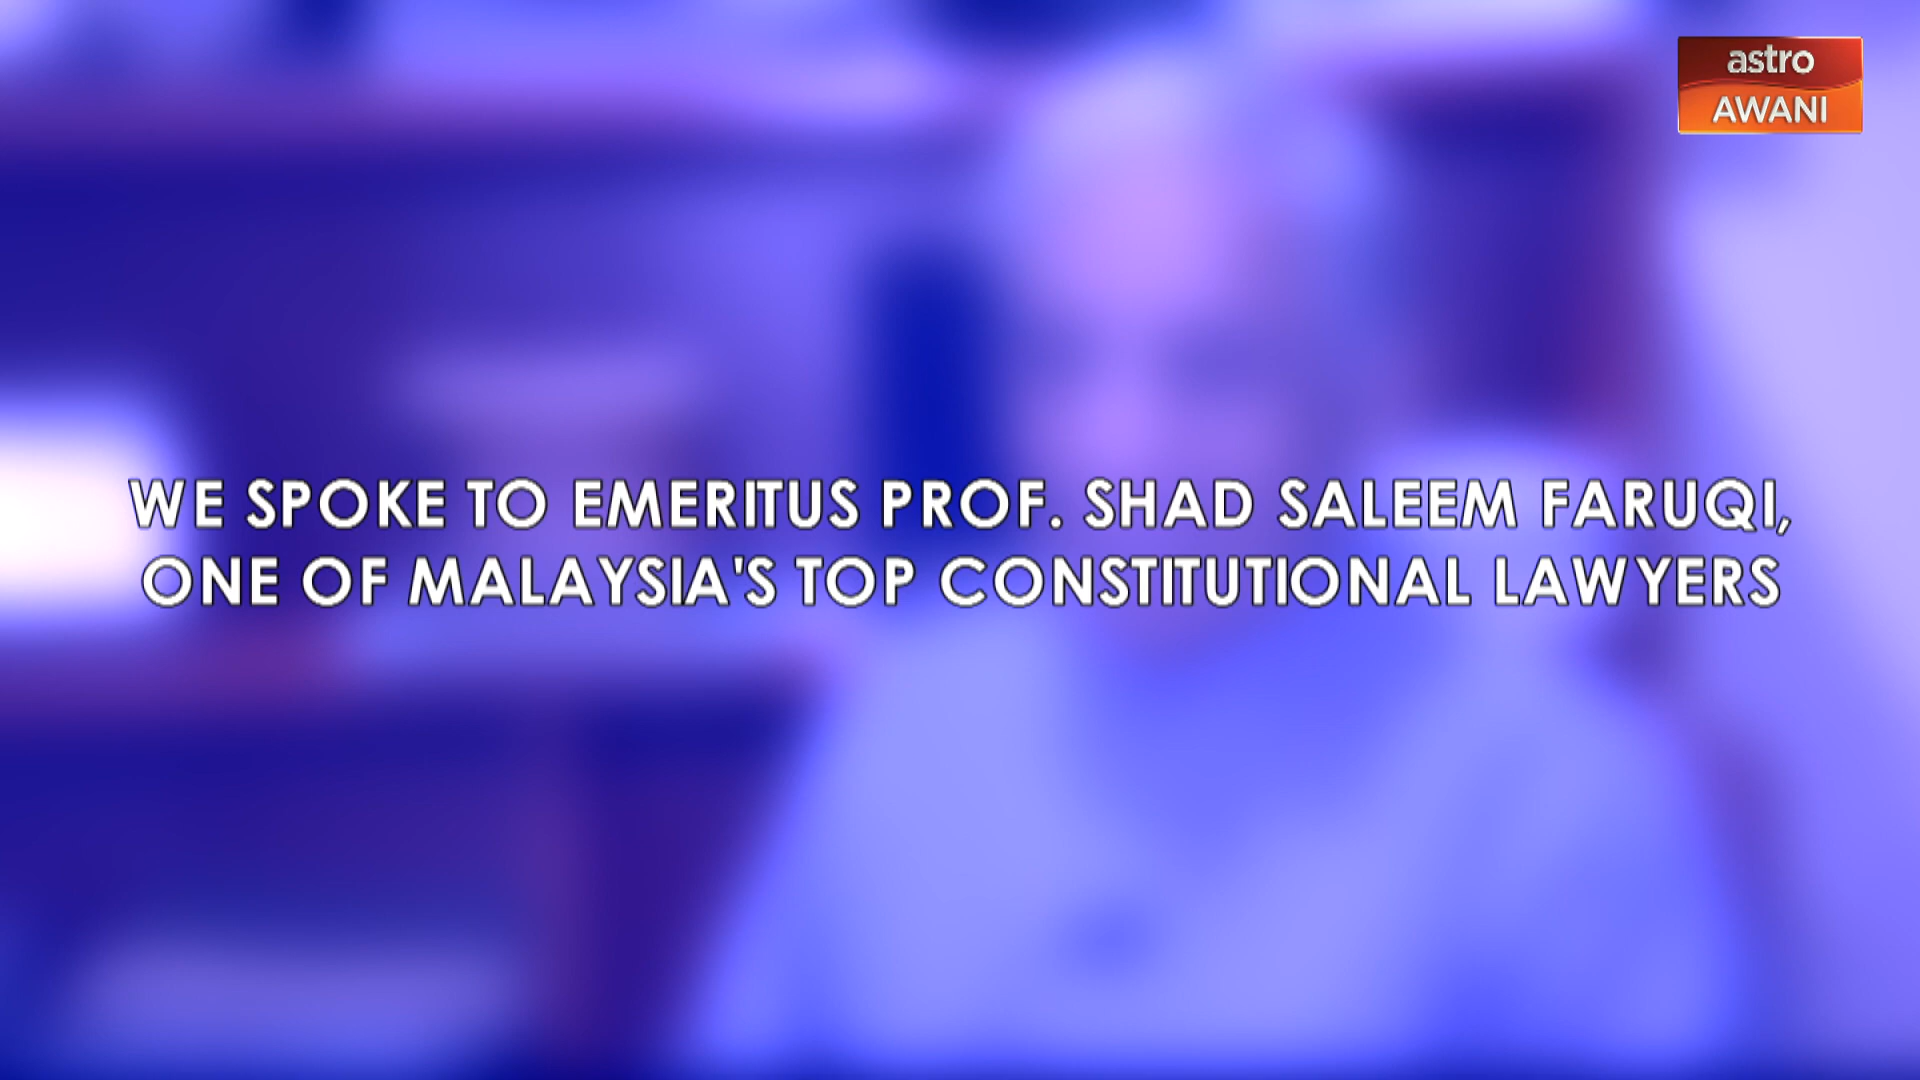 astro
AWANI
WE SPOKE TO EMERITUS PROF. SHAD SALEEM FARUQI,
ONE OF MALAYSIA'S TOP CONSTITUTIONAL LAWYERS